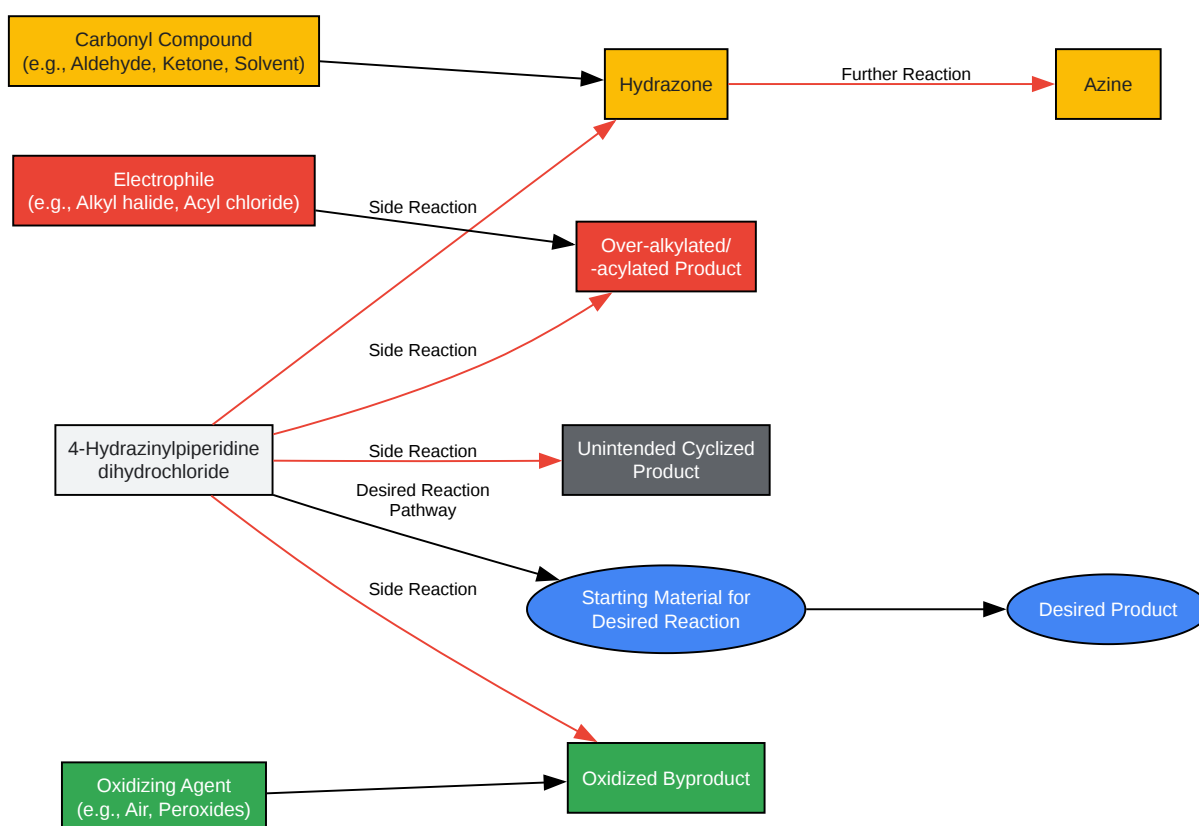 Carbonyl Compound
(e.g., Aldehyde, Ketone, Solvent)
Hydrazone
Further Reaction
Azine
Electrophile
(e.g., Alkyl halide, Acyl chloride)
Side Reaction
Over-alkylated/
-acylated Product
Side Reaction
4-Hydrazinylpiperidine
dihydrochloride
Side Reaction
Unintended Cyclized
Product
Desired Reaction
Pathway
Side Reaction
Starting Material for
Desired Reaction
Desired Product
Oxidizing Agent
(e.g., Air, Peroxides)
Oxidized Byproduct